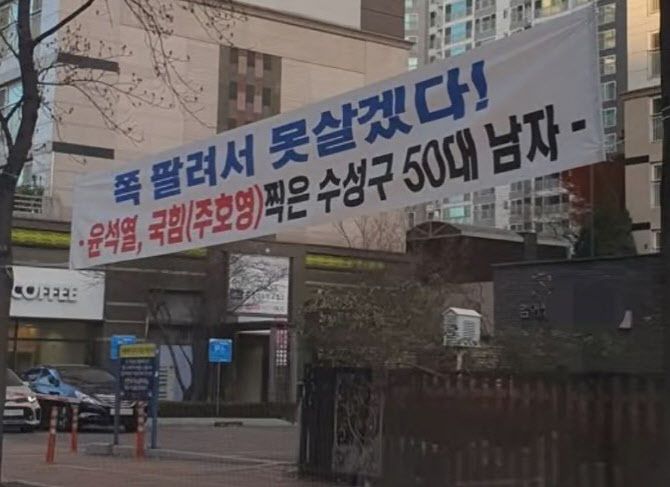 쪽 팔려서 못살겠다!
- 윤석열, 국힘(주호영)찍은 수성구 50대 남자 -
COFFEE